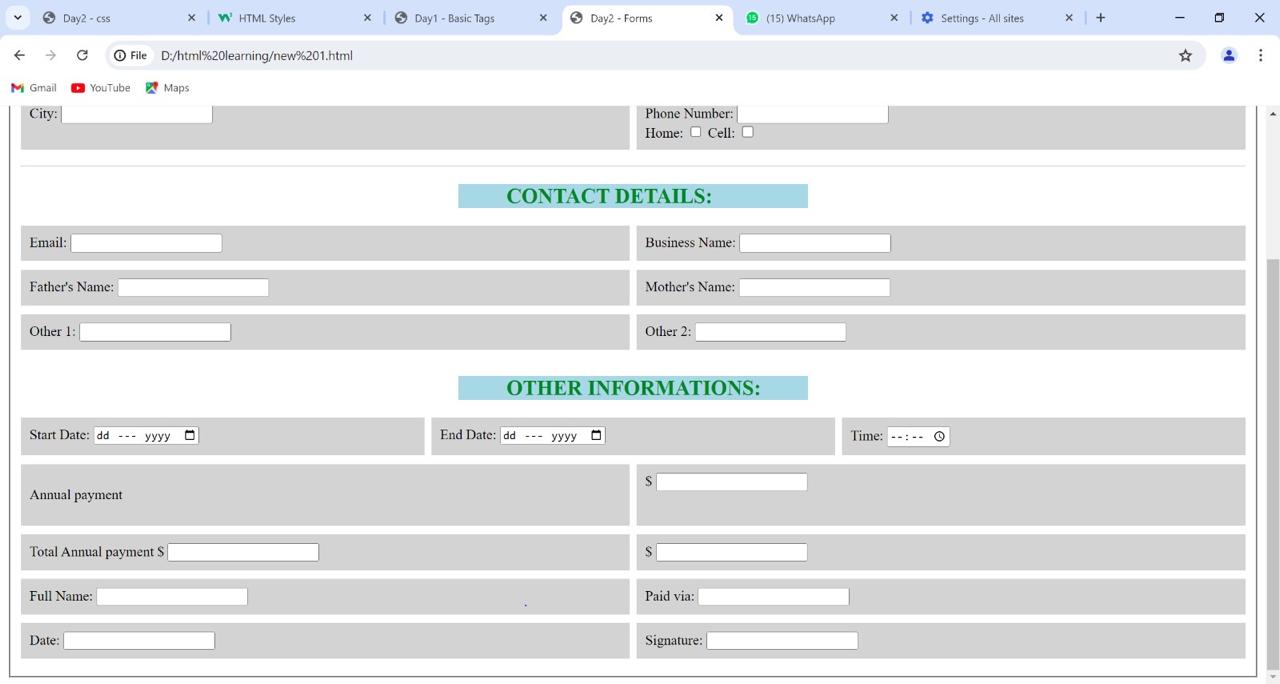 Day2 - css
HTML Styles
Day1 - Basic Tags
Day2 - Forms
15 (15) WhatsApp
Settings - All sites
File D:/html%20learning/new%201.html
Gmail YouTube Maps
City: Phone Number:
Home: Cell:
CONTACT DETAILS:
Email: Business Name:
Father's Name: Mother's Name:
Other 1: Other 2:
OTHER INFORMATIONS:
Start Date: dd --- yyyy End Date: dd --- yyyy Time: --:--
Annual payment $
Total Annual payment $ $
Full Name: Paid via:
Date: Signature: